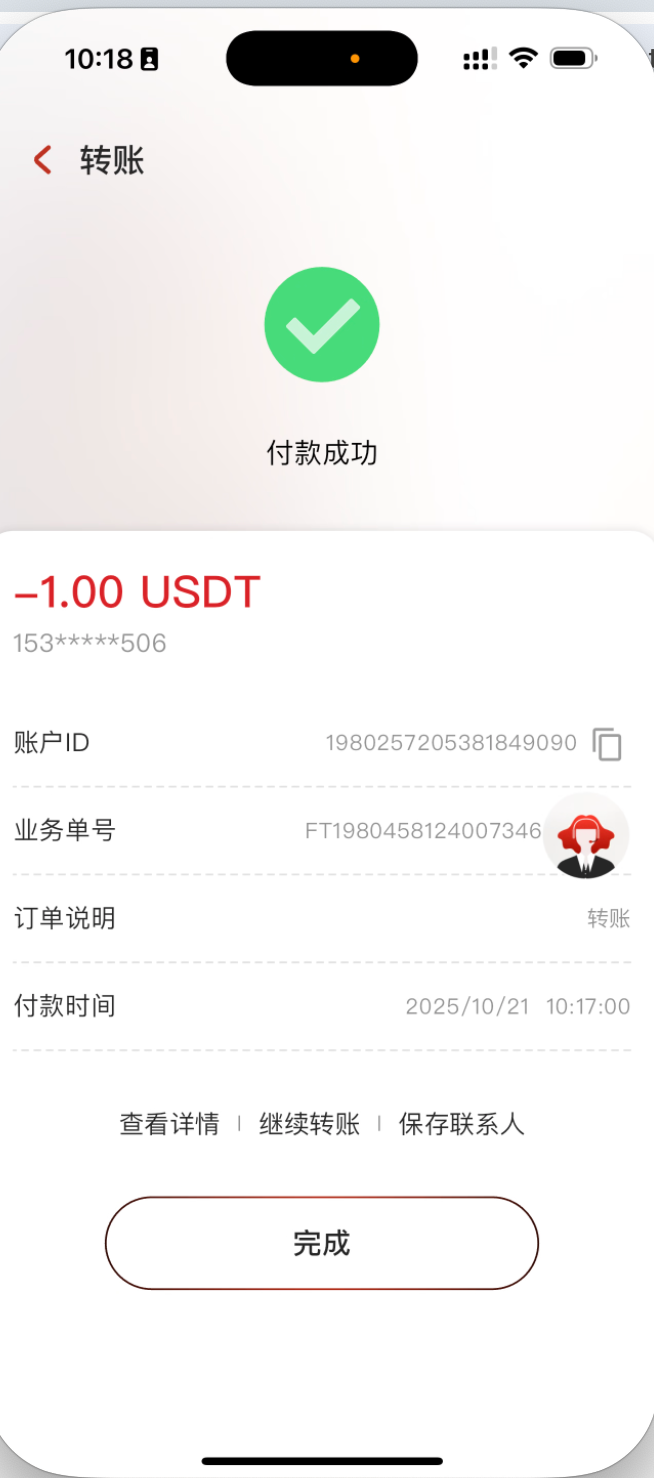 10:18
转账
付款成功
-1.00 USDT
153*****506
账户ID 1980257205381849090
业务单号 FT1980458124007346
订单说明 转账
付款时间 2025/10/21 10:17:00
查看详情 | 继续转账 | 保存联系人
完成